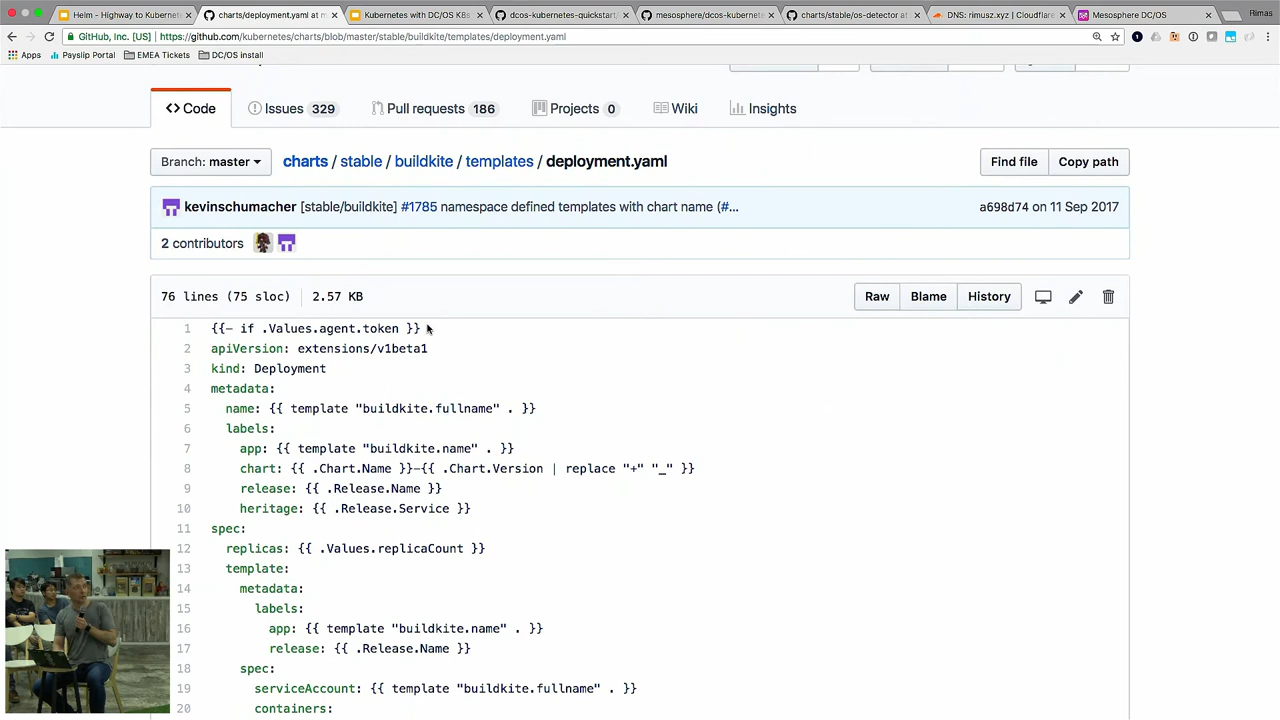 Helm - Highway to Kubernetes
charts/deployment.yaml at m
Kubernetes with DC/OS K8s
dcos-kubernetes-quickstart/
mesosphere/dcos-kubernete
charts/stable/os-detector at
DNS: rimusz.xyz | Cloudflare
Mesosphere DC/OS
Rimas
GitHub, Inc. [US] | https://github.com/kubernetes/charts/blob/master/stable/buildkite/templates/deployment.yaml
Apps
Payslip Portal
EMEA Tickets
DC/OS install
<> Code
Issues 329
Pull requests 186
Projects 0
Wiki
Insights
Branch: master
charts / stable / buildkite / templates / deployment.yaml
Find file
Copy path
kevinschumacher [stable/buildkite] #1785 namespace defined templates with chart name (#...
a698d74 on 11 Sep 2017
2 contributors
76 lines (75 sloc) 2.57 KB
Raw
Blame
History
1 {{- if .Values.agent.token }}
2 apiVersion: extensions/v1beta1
3 kind: Deployment
4 metadata:
5 name: {{ template "buildkite.fullname" . }}
6 labels:
7 app: {{ template "buildkite.name" . }}
8 chart: {{ .Chart.Name }}-{{ .Chart.Version | replace "+" "_" }}
9 release: {{ .Release.Name }}
10 heritage: {{ .Release.Service }}
11 spec:
12 replicas: {{ .Values.replicaCount }}
13 template:
14 metadata:
15 labels:
16 app: {{ template "buildkite.name" . }}
17 release: {{ .Release.Name }}
18 spec:
19 serviceAccount: {{ template "buildkite.fullname" . }}
20 containers: